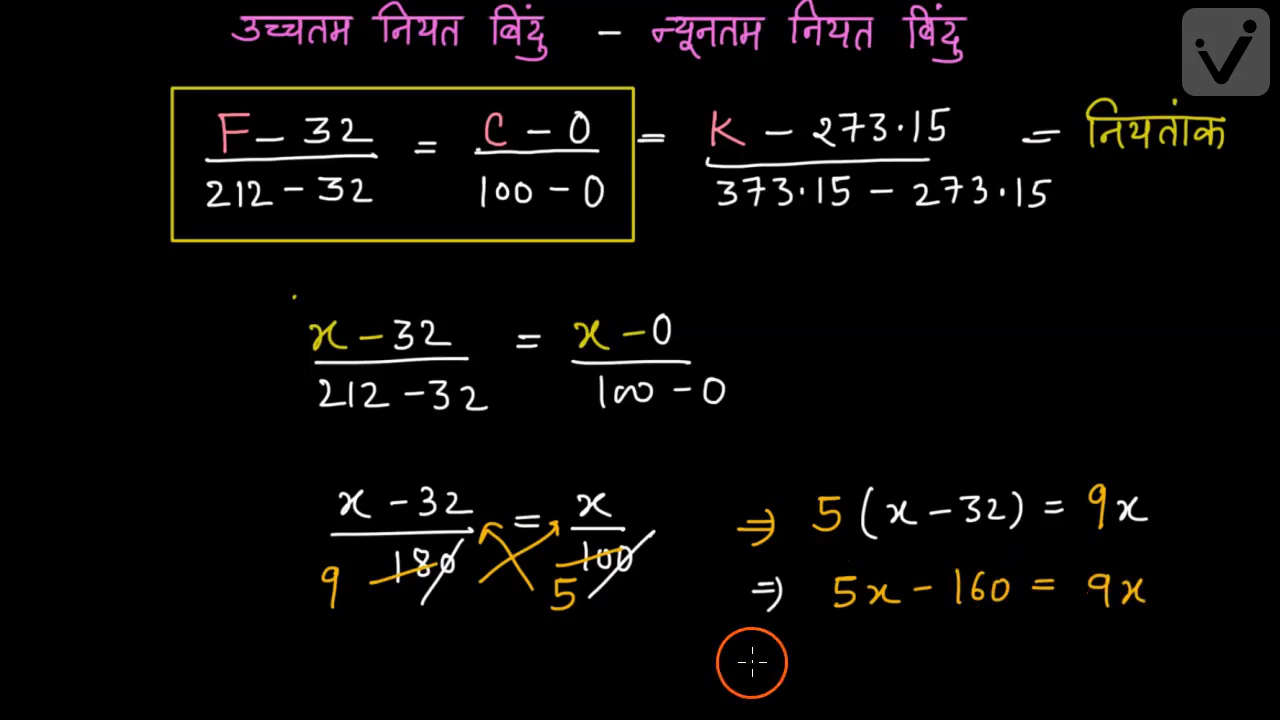 उच्चतम नियत बिंदु - न्यूनतम नियत बिंदु
F - 32 / 212 - 32 = C - 0 / 100 - 0 = K - 273.15 / 373.15 - 273.15 = नियतांक
x - 32 / 212 - 32 = x - 0 / 100 - 0
x - 32 / 180 = x / 100
9 5
⇒ 5 (x - 32) = 9x
⇒ 5x - 160 = 9x